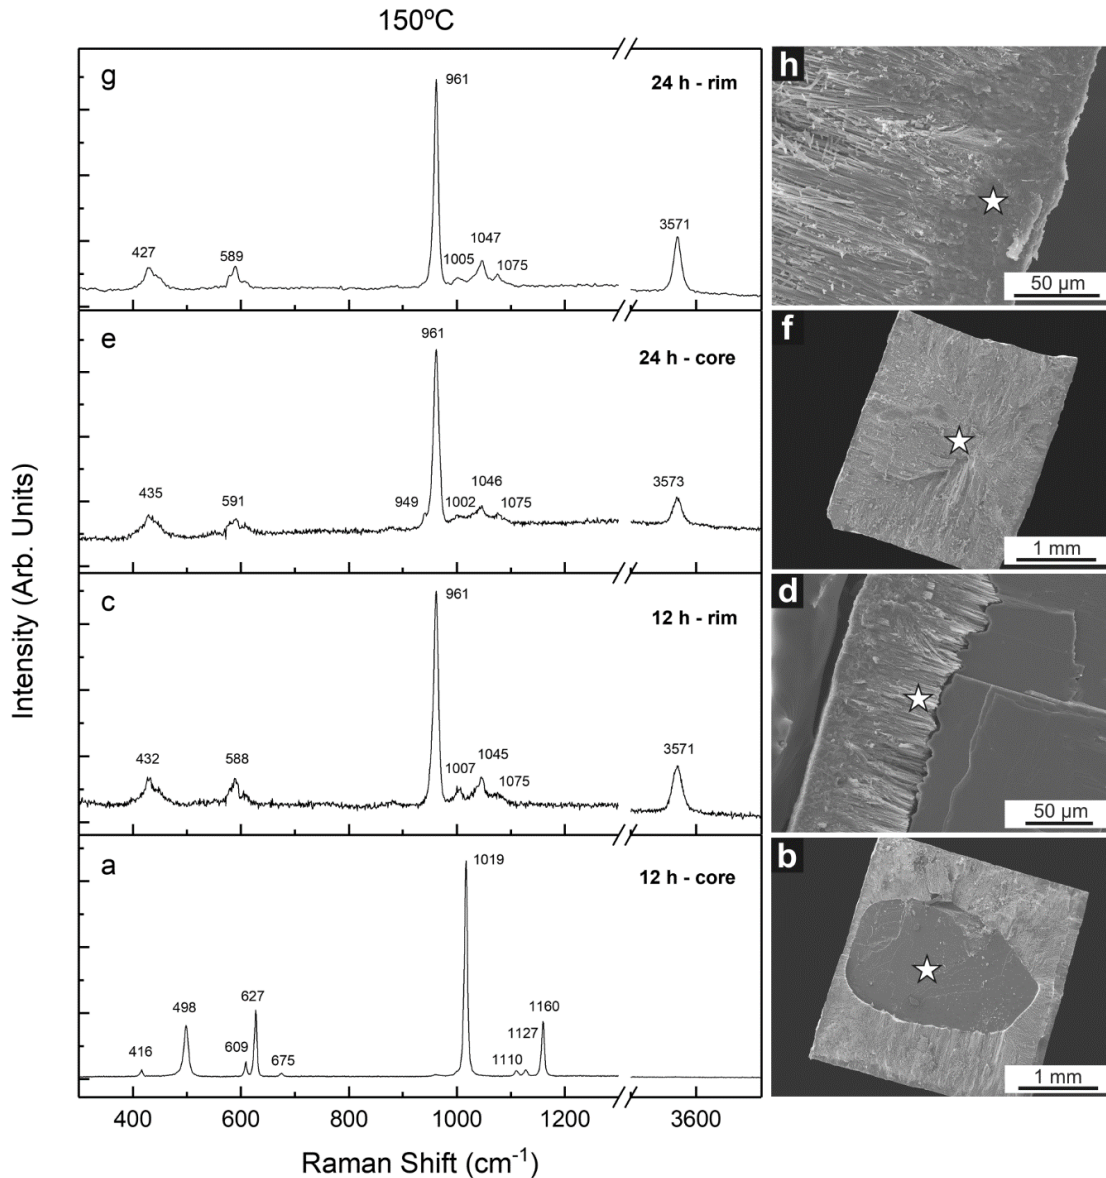 150ºC
g
24 h - rim
961
427
589
1005
1047
1075
3571
h
50 µm
e
24 h - core
961
435
591
949
1002
1046
1075
3573
f
1 mm
c
12 h - rim
961
432
588
1007
1045
1075
3571
d
50 µm
a
12 h - core
1019
416
498
609
627
675
1110
1127
1160
b
1 mm
400 600 800 1000 1200 3600
Raman Shift (cm⁻¹)
Intensity (Arb. Units)